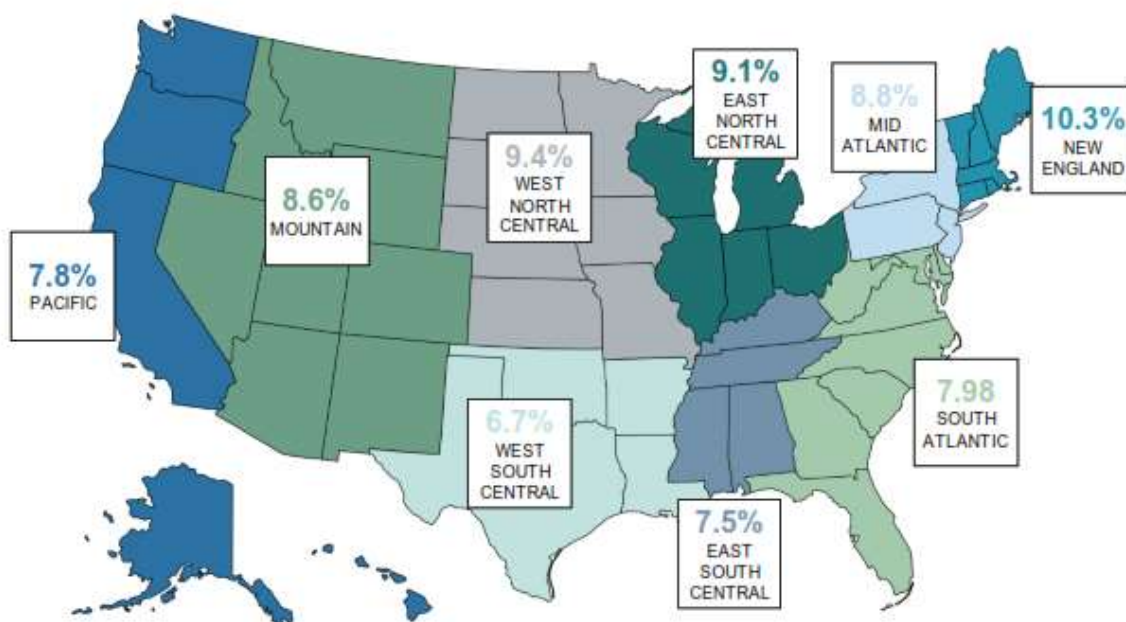 9.1%
EAST
NORTH
CENTRAL
8.8%
MID
ATLANTIC
10.3%
NEW
ENGLAND
9.4%
WEST
NORTH
CENTRAL
8.6%
MOUNTAIN
7.8%
PACIFIC
7.98
SOUTH
ATLANTIC
6.7%
WEST
SOUTH
CENTRAL
7.5%
EAST
SOUTH
CENTRAL